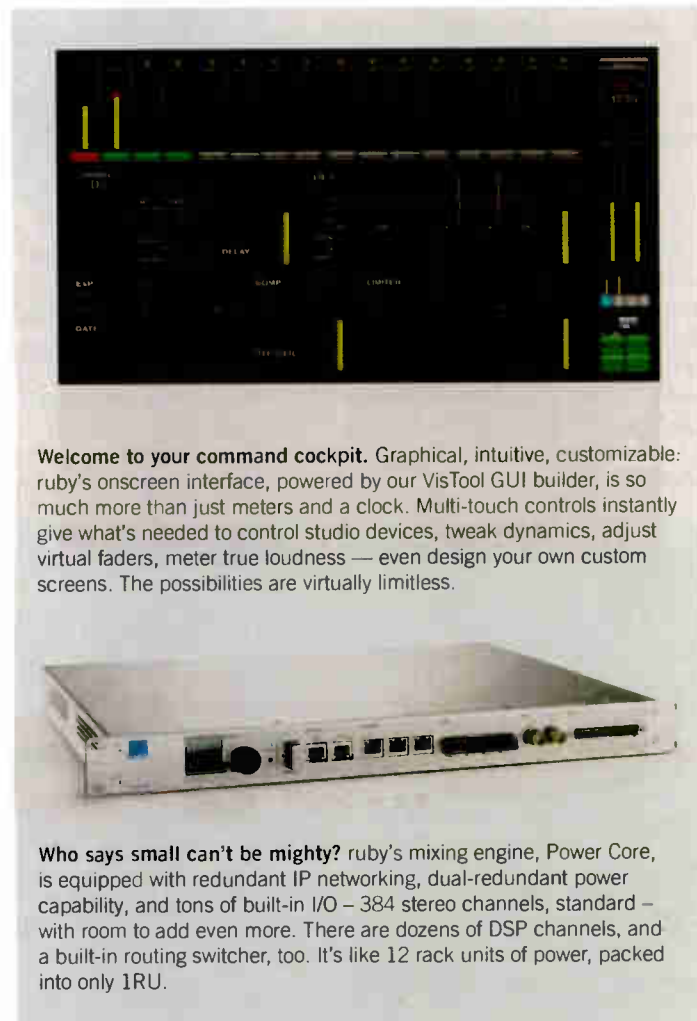 DELAY
LIMITER
Welcome to your command cockpit. Graphical, intuitive, customizable:
ruby's onscreen interface, powered by our VisTool GUI builder, is so
much more than just meters and a clock. Multi-touch controls instantly
give what's needed to control studio devices, tweak dynamics, adjust
virtual faders, meter true loudness — even design your own custom
screens. The possibilities are virtually limitless.
Who says small can't be mighty? ruby's mixing engine, Power Core,
is equipped with redundant IP networking, dual-redundant power
capability, and tons of built-in I/O – 384 stereo channels, standard –
with room to add even more. There are dozens of DSP channels, and
a built-in routing switcher, too. It's like 12 rack units of power, packed
into only 1RU.